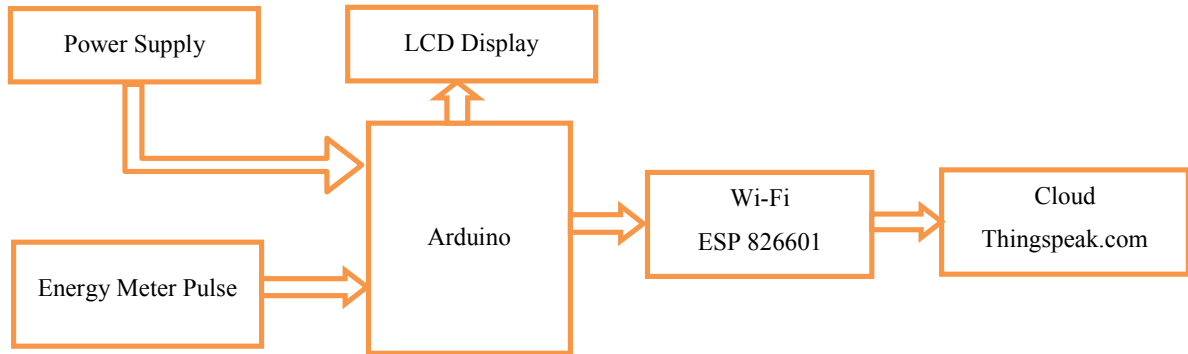 Power Supply
LCD Display
Arduino
Wi-Fi
ESP 826601
Cloud
Thingspeak.com
Energy Meter Pulse